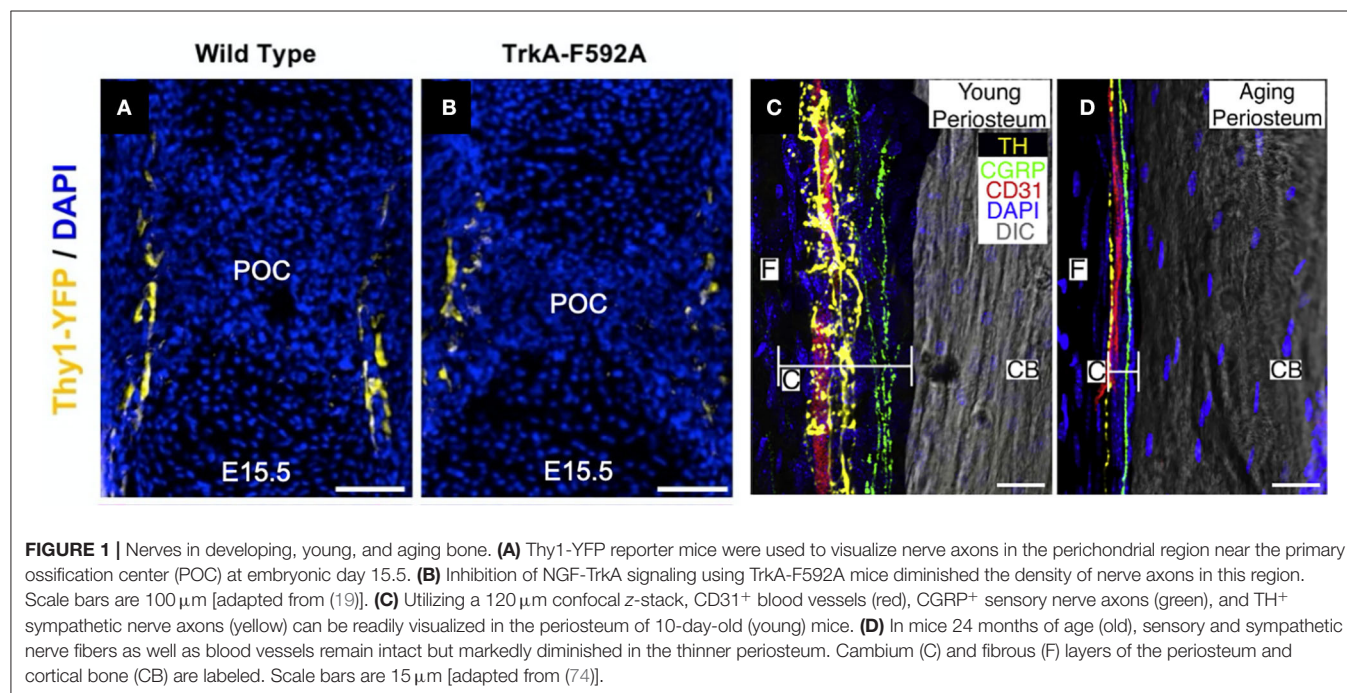 Wild Type
TrkA-F592A
Thy1-YFP / DAPI
A
POC
E15.5
B
POC
E15.5
C
Young
Periosteum
TH
CGRP
CD31
DAPI
DIC
F
C
CB
D
Aging
Periosteum
F
C
CB
FIGURE 1 | Nerves in developing, young, and aging bone. (A) Thy1-YFP reporter mice were used to visualize nerve axons in the perichondrial region near the primary
ossification center (POC) at embryonic day 15.5. (B) Inhibition of NGF-TrkA signaling using TrkA-F592A mice diminished the density of nerve axons in this region.
Scale bars are 100 μm [adapted from (19)]. (C) Utilizing a 120 μm confocal z-stack, CD31⁺ blood vessels (red), CGRP⁺ sensory nerve axons (green), and TH⁺
sympathetic nerve axons (yellow) can be readily visualized in the periosteum of 10-day-old (young) mice. (D) In mice 24 months of age (old), sensory and sympathetic
nerve fibers as well as blood vessels remain intact but markedly diminished in the thinner periosteum. Cambium (C) and fibrous (F) layers of the periosteum and
cortical bone (CB) are labeled. Scale bars are 15 μm [adapted from (74)].